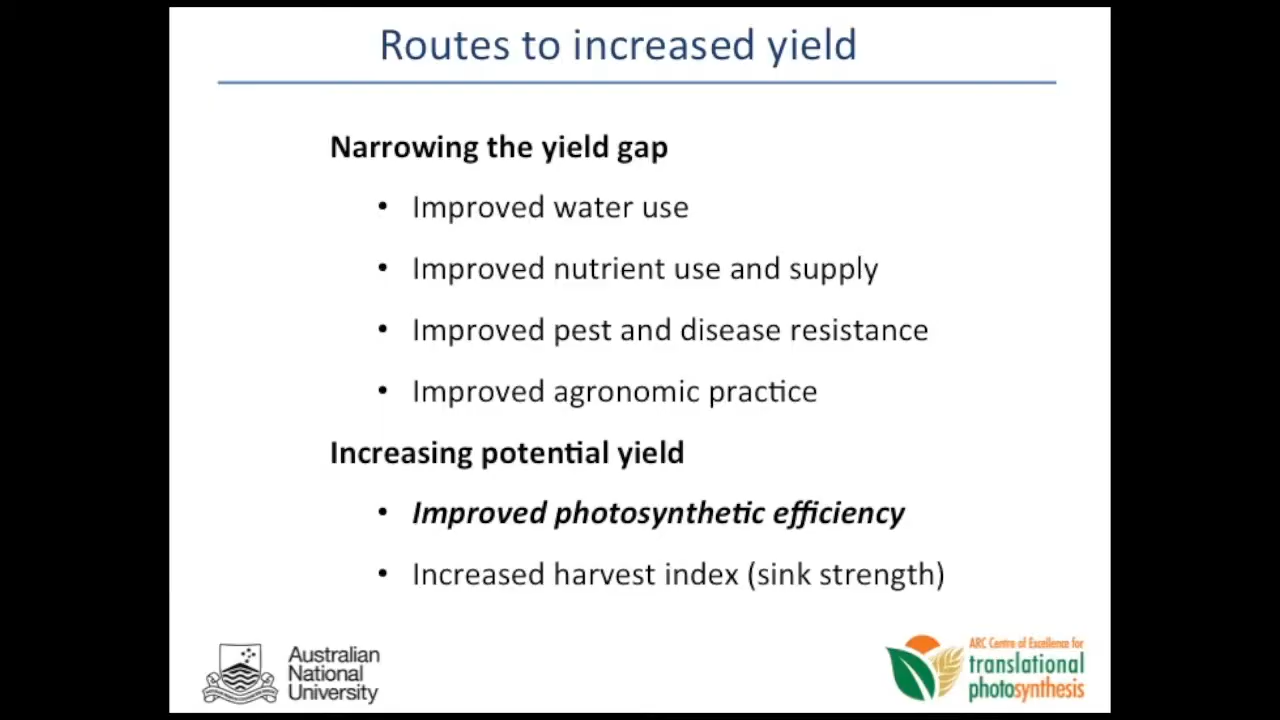 Routes to increased yield
Narrowing the yield gap
• Improved water use
• Improved nutrient use and supply
• Improved pest and disease resistance
• Improved agronomic practice
Increasing potential yield
• Improved photosynthetic efficiency
• Increased harvest index (sink strength)
Australian
National
University
ARC Centre of Excellence for
translational
photosynthesis